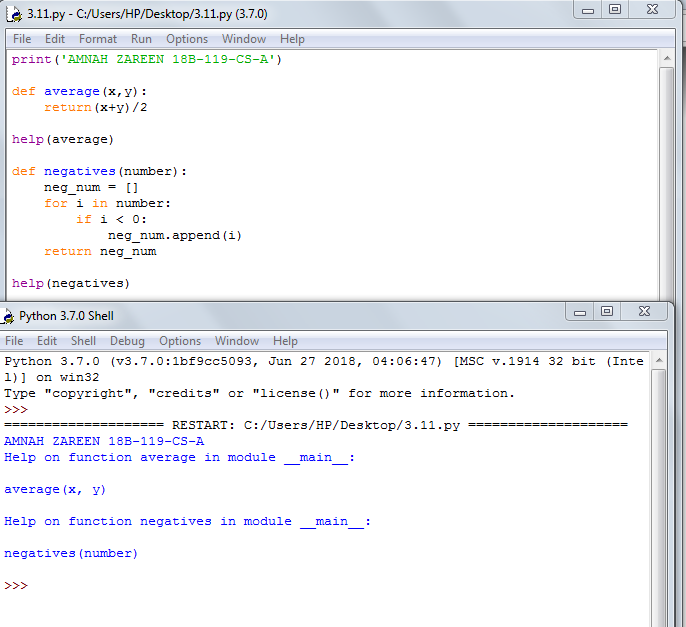 3.11.py - C:/Users/HP/Desktop/3.11.py (3.7.0)
File Edit Format Run Options Window Help
print('AMNAH ZAREEN 18B-119-CS-A')
def average(x,y):
    return(x+y)/2
help(average)
def negatives(number):
    neg_num = []
    for i in number:
        if i < 0:
            neg_num.append(i)
    return neg_num
help(negatives)
Python 3.7.0 Shell
File Edit Shell Debug Options Window Help
Python 3.7.0 (v3.7.0:1bf9cc5093, Jun 27 2018, 04:06:47) [MSC v.1914 32 bit (Inte
l)] on win32
Type "copyright", "credits" or "license()" for more information.
>>>
==================== RESTART: C:/Users/HP/Desktop/3.11.py ====================
AMNAH ZAREEN 18B-119-CS-A
Help on function average in module __main__:
average(x, y)
Help on function negatives in module __main__:
negatives(number)
>>>